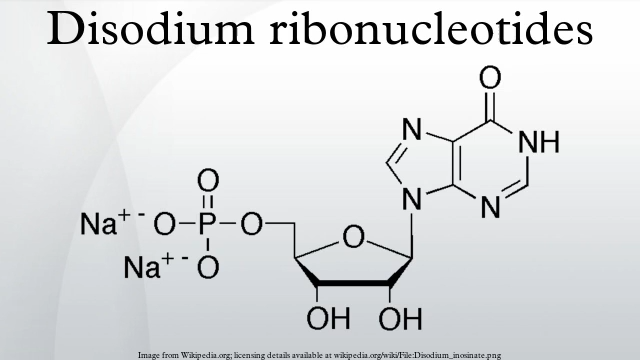 Disodium ribonucleotides
O
N
NH
N
N
O
Na+ -O-P-O
O
Na+ -O
OH
OH
Image from Wikipedia.org; licensing details available at wikipedia.org/wiki/File:Disodium_inosinate.png